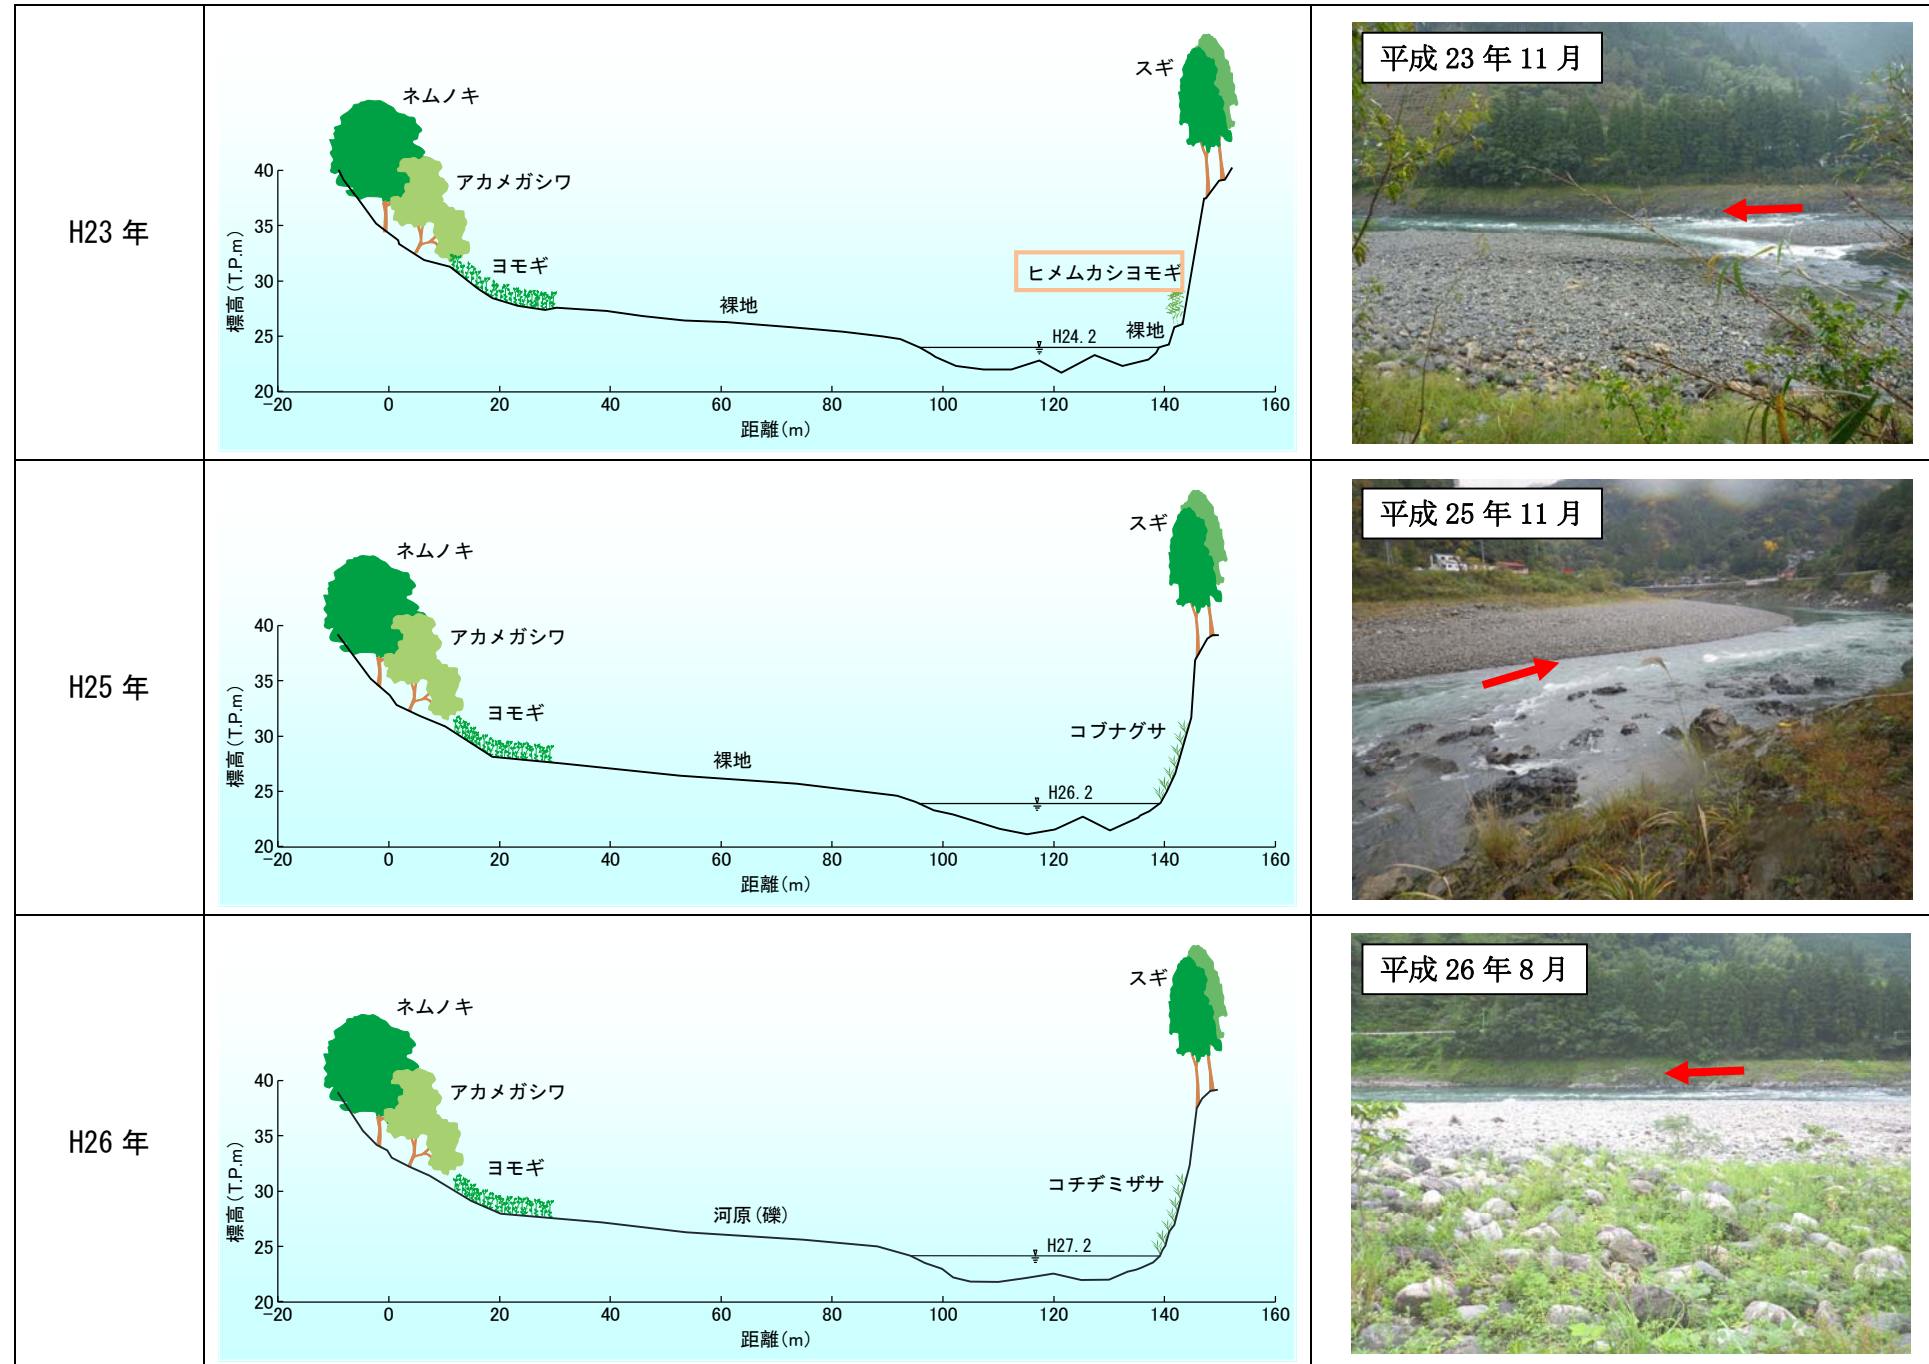 H23 年
ネムノキ
アカメガシワ
ヨモギ
裸地
ヒメムカシヨモギ
裸地
スギ
H24.2
標高(T.P.m)
40
35
30
25
20
-20 0 20 40 60 80 100 120 140 160
距離(m)
平成 23 年 11 月
H25 年
ネムノキ
アカメガシワ
ヨモギ
裸地
コブナグサ
スギ
H26.2
標高(T.P.m)
40
35
30
25
20
-20 0 20 40 60 80 100 120 140 160
距離(m)
平成 25 年 11 月
H26 年
ネムノキ
アカメガシワ
ヨモギ
河原(礫)
コチヂミザサ
スギ
H27.2
標高(T.P.m)
40
35
30
25
20
-20 0 20 40 60 80 100 120 140 160
距離(m)
平成 26 年 8 月